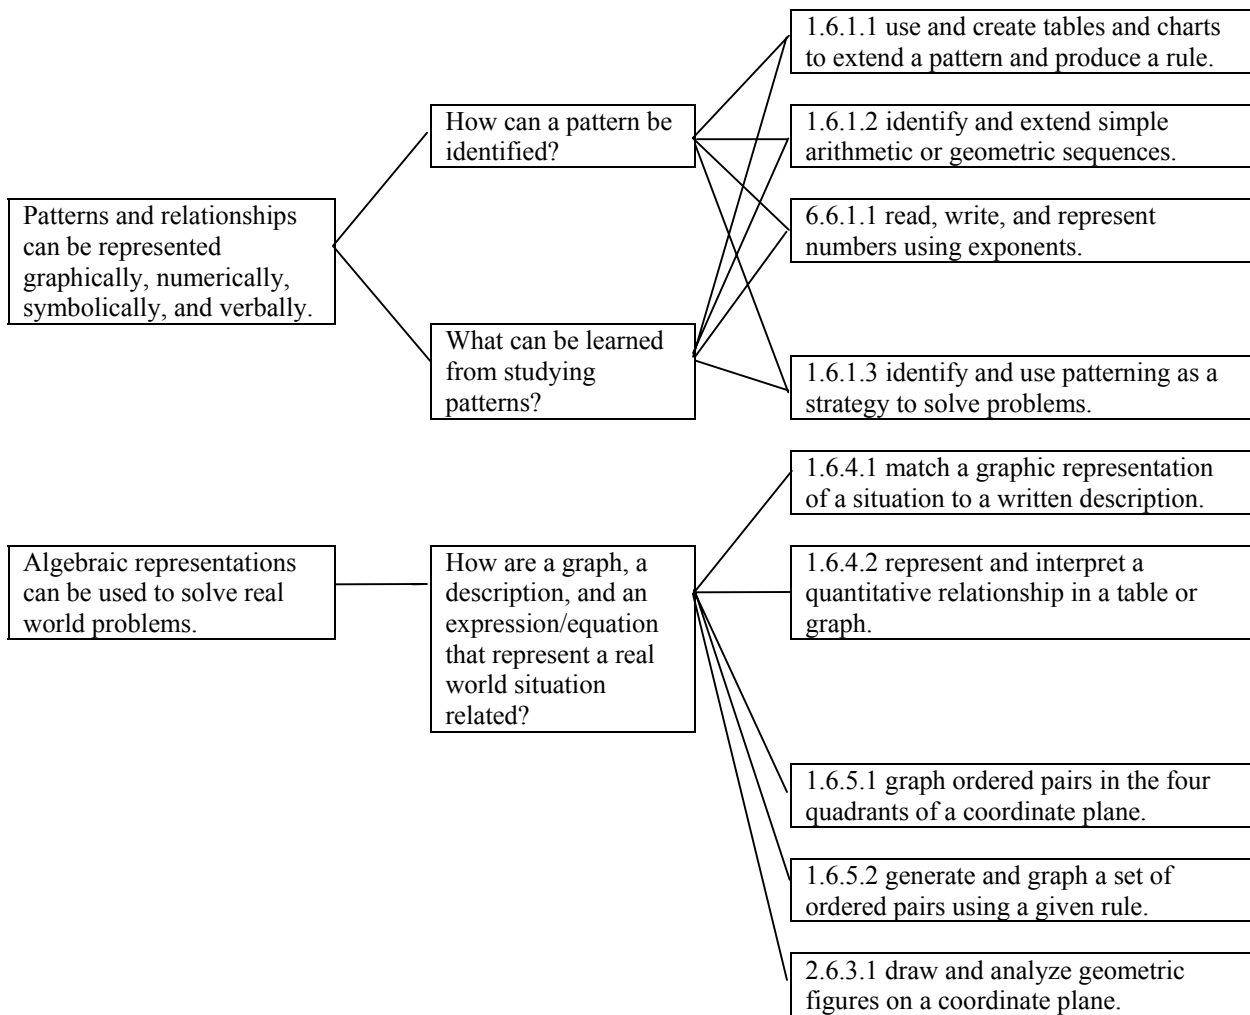 Patterns and relationships
can be represented
graphically, numerically,
symbolically, and verbally.
How can a pattern be
identified?
What can be learned
from studying
patterns?
1.6.1.1 use and create tables and charts
to extend a pattern and produce a rule.
1.6.1.2 identify and extend simple
arithmetic or geometric sequences.
6.6.1.1 read, write, and represent
numbers using exponents.
1.6.1.3 identify and use patterning as a
strategy to solve problems.
Algebraic representations
can be used to solve real
world problems.
How are a graph, a
description, and an
expression/equation
that represent a real
world situation
related?
1.6.4.1 match a graphic representation
of a situation to a written description.
1.6.4.2 represent and interpret a
quantitative relationship in a table or
graph.
1.6.5.1 graph ordered pairs in the four
quadrants of a coordinate plane.
1.6.5.2 generate and graph a set of
ordered pairs using a given rule.
2.6.3.1 draw and analyze geometric
figures on a coordinate plane.